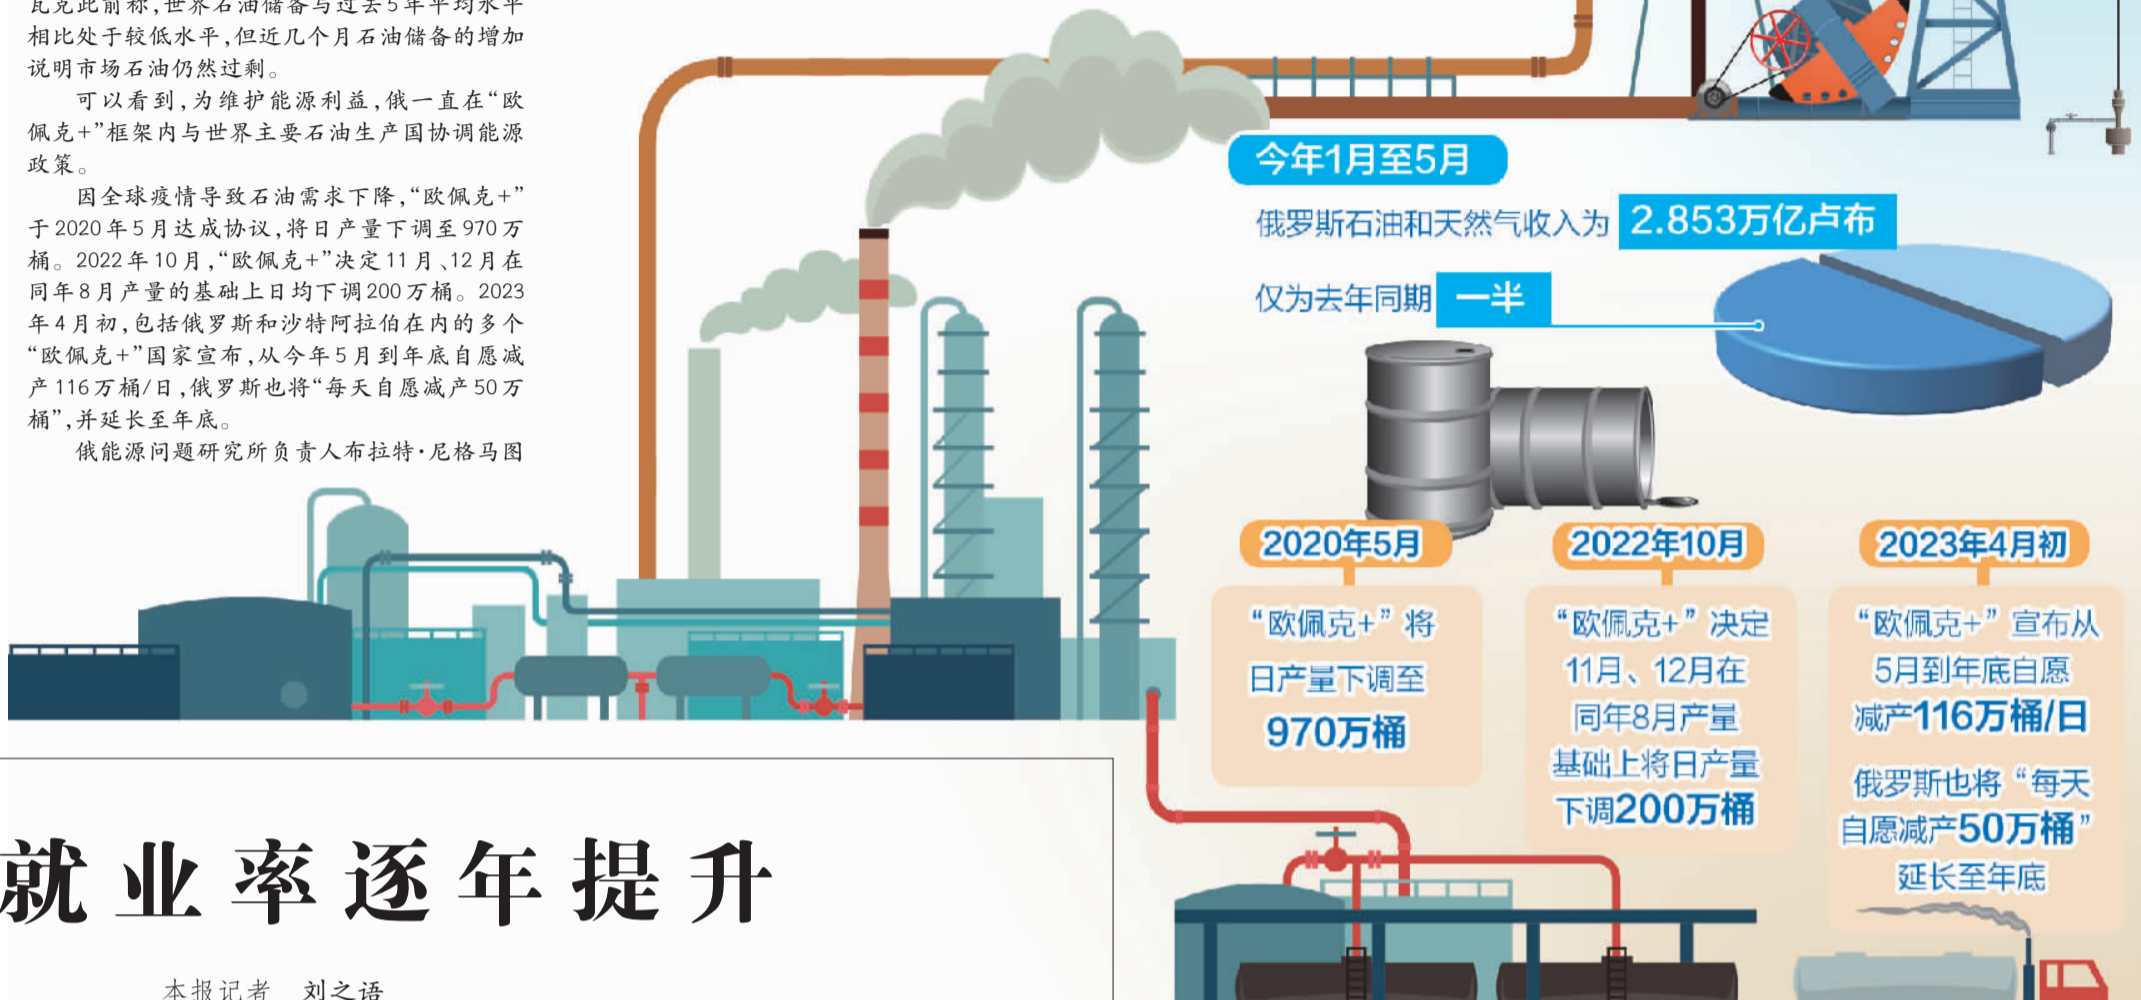 瓦克此前称,世界石油储备与过去5年平均水平
相比处于较低水平,但近几个月石油储备的增加
说明市场石油仍然过剩。
可以看到,为维护能源利益,俄一直在“欧
佩克+”框架内与世界主要石油生产国协调能源
政策。
因全球疫情导致石油需求下降,“欧佩克+”
于2020年5月达成协议,将日产量下调至970万
桶。2022年10月,“欧佩克+”决定11月、12月在
同年8月产量的基础上日均下调200万桶。2023
年4月初,包括俄罗斯和沙特阿拉伯在内的多个
“欧佩克+”国家宣布,从今年5月到年底自愿减
产116万桶/日,俄罗斯也将“每天自愿减产50万
桶”,并延长至年底。
俄能源问题研究所负责人布拉特·尼格马图
今年1月至5月
俄罗斯石油和天然气收入为 2.853万亿卢布
仅为去年同期 一半
2020年5月
“欧佩克+”将
日产量下调至
970万桶
2022年10月
“欧佩克+”决定
11月、12月在
同年8月产量
基础上将日产量
下调200万桶
2023年4月初
“欧佩克+”宣布从
5月到年底自愿
减产116万桶/日
俄罗斯也将“每天
自愿减产50万桶”
延长至年底
就业率逐年提升
本报记者 刘之语